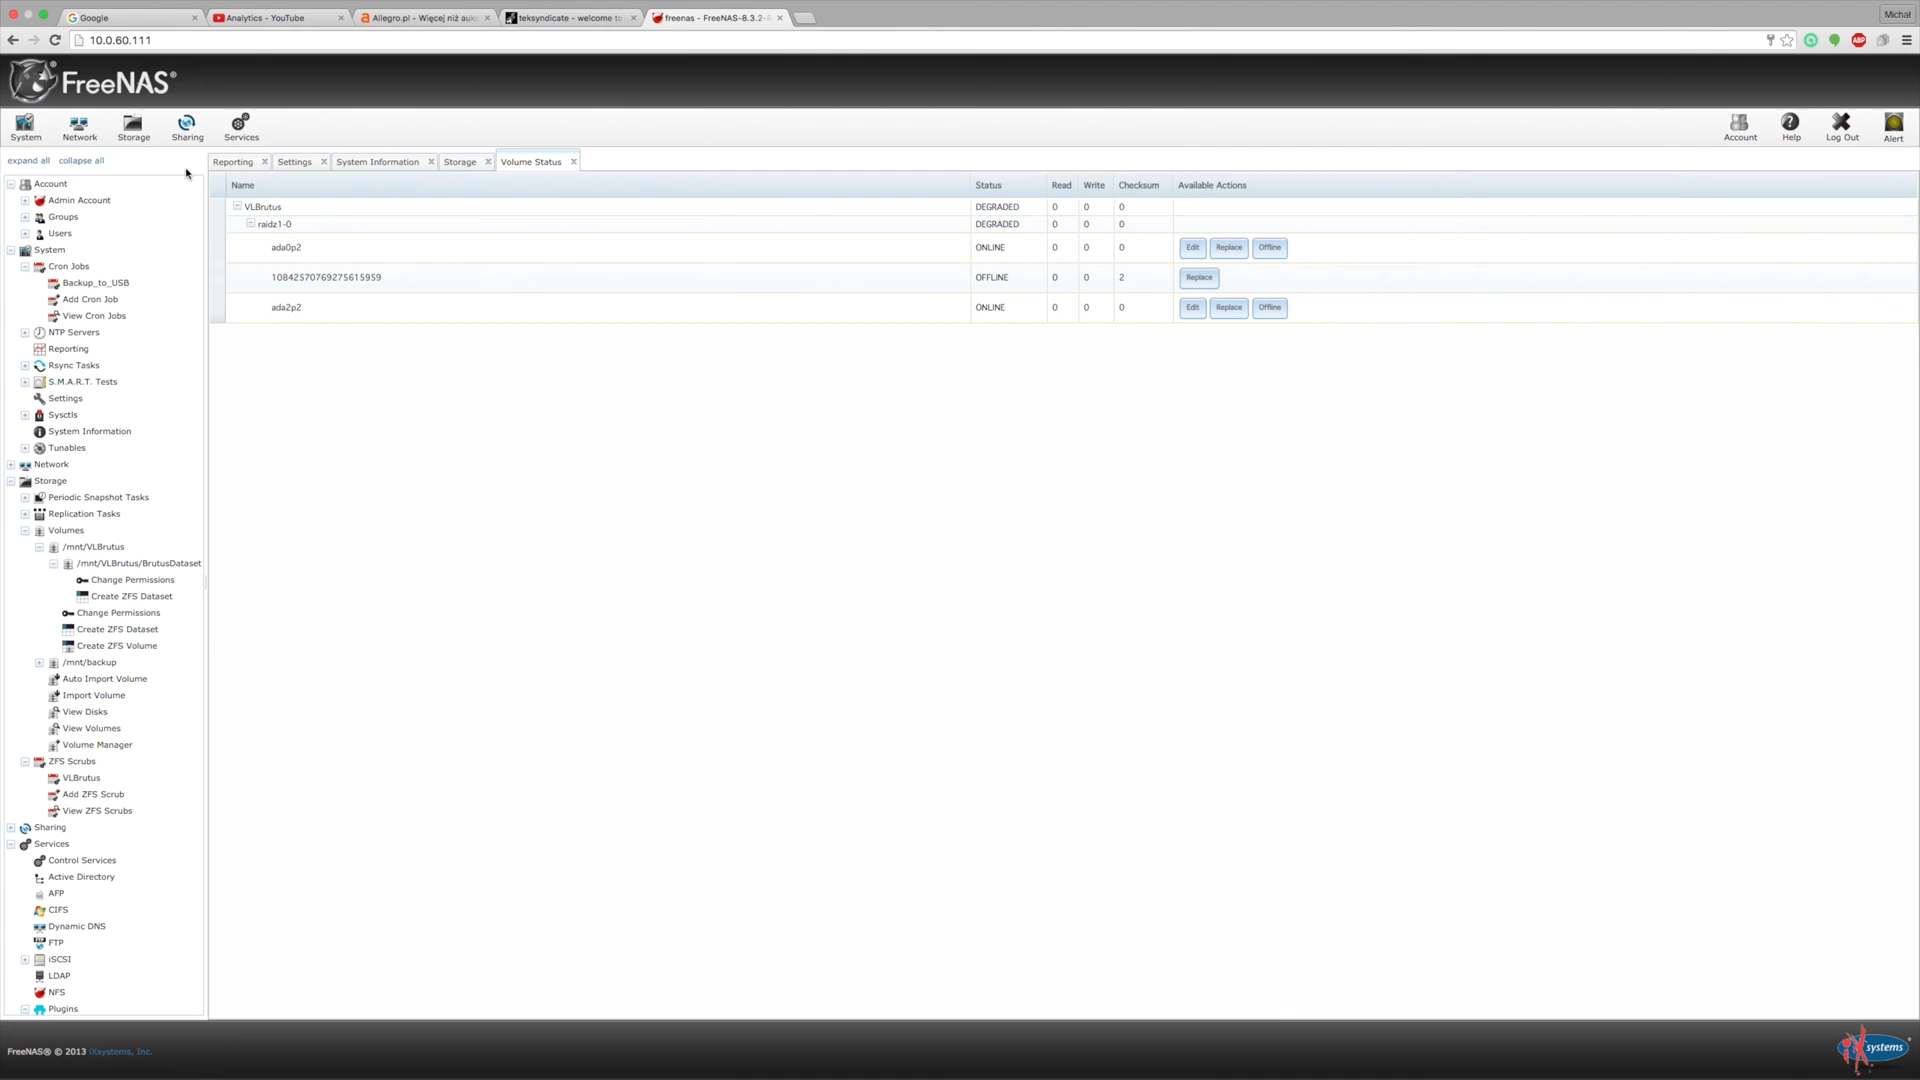 Google
Analytics - YouTube
Allegro.pl - Więcej niż auk
teksyndicate - welcome to
freenas - FreeNAS-8.3.2-
Michał
10.0.60.111
ABP
FreeNAS®
System
Network
Storage
Sharing
Services
Account
Help
Log Out
Alert
expand all
collapse all
Reporting
Settings
System Information
Storage
Volume Status
Account
Admin Account
Groups
Users
System
Cron Jobs
Backup_to_USB
Add Cron Job
View Cron Jobs
NTP Servers
Reporting
Rsync Tasks
S.M.A.R.T. Tests
Settings
Sysctls
System Information
Tunables
Network
Storage
Periodic Snapshot Tasks
Replication Tasks
Volumes
/mnt/VLBrutus
/mnt/VLBrutus/BrutusDataset
Change Permissions
Create ZFS Dataset
Change Permissions
Create ZFS Dataset
Create ZFS Volume
/mnt/backup
Auto Import Volume
Import Volume
View Disks
View Volumes
Volume Manager
ZFS Scrubs
VLBrutus
Add ZFS Scrub
View ZFS Scrubs
Sharing
Services
Control Services
Active Directory
AFP
CIFS
Dynamic DNS
FTP
iSCSI
LDAP
NFS
Plugins
Name Status Read Write Checksum Available Actions
VLBrutus DEGRADED 0 0 0
raidz1-0 DEGRADED 0 0 0
ada0p2 ONLINE 0 0 0 Edit Replace Offline
10842570769275615959 OFFLINE 0 0 2 Replace
ada2p2 ONLINE 0 0 0 Edit Replace Offline
FreeNAS® © 2013 iXsystems, Inc.
iXsystems